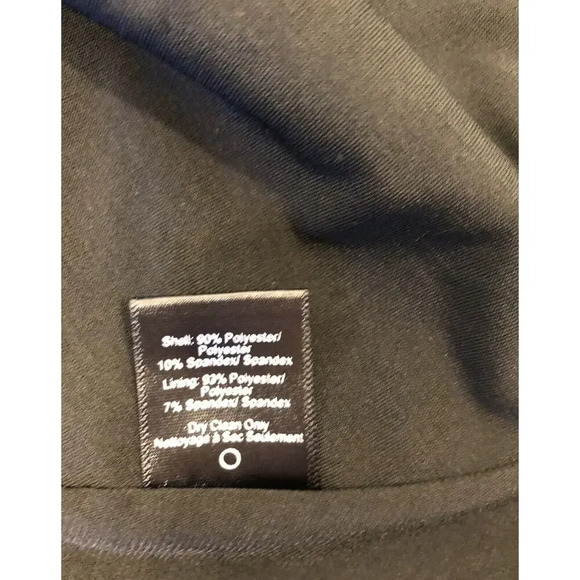 Shell: 90% Polyester/
Polyester
10% Spandex/ Spandex
Lining: 93% Polyester/
Polyester
7% Spandex/ Spandex
Dry Clean Only
Nettoyage à Sec Seulement